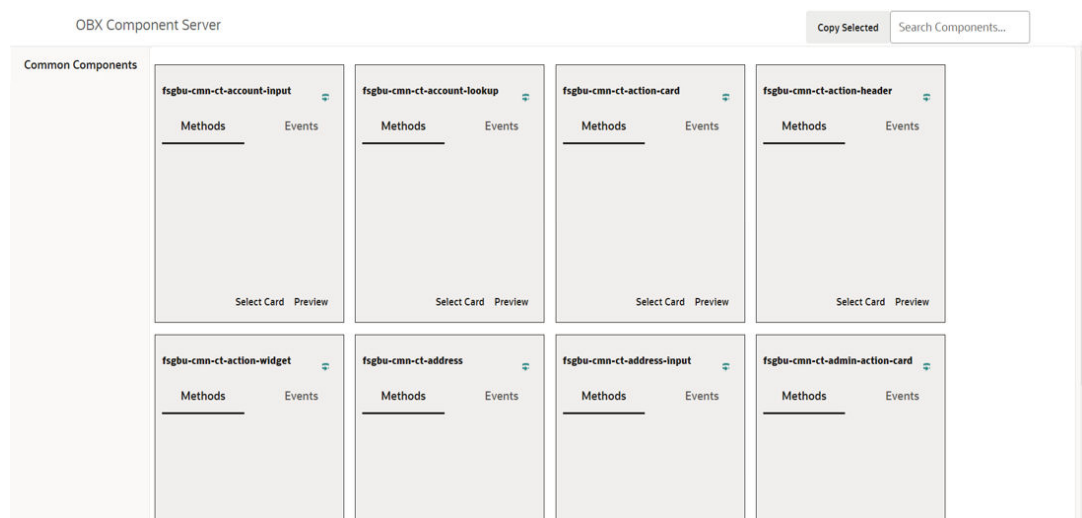 OBX Component Server
Copy Selected
Search Components...
Common Components
fsgbu-cmn-ct-account-input
fsgbu-cmn-ct-account-lookup
fsgbu-cmn-ct-action-card
fsgbu-cmn-ct-action-header
Methods Events
Methods Events
Methods Events
Methods Events
Select Card Preview
Select Card Preview
Select Card Preview
Select Card Preview
fsgbu-cmn-ct-action-widget
fsgbu-cmn-ct-address
fsgbu-cmn-ct-address-input
fsgbu-cmn-ct-admin-action-card
Methods Events
Methods Events
Methods Events
Methods Events